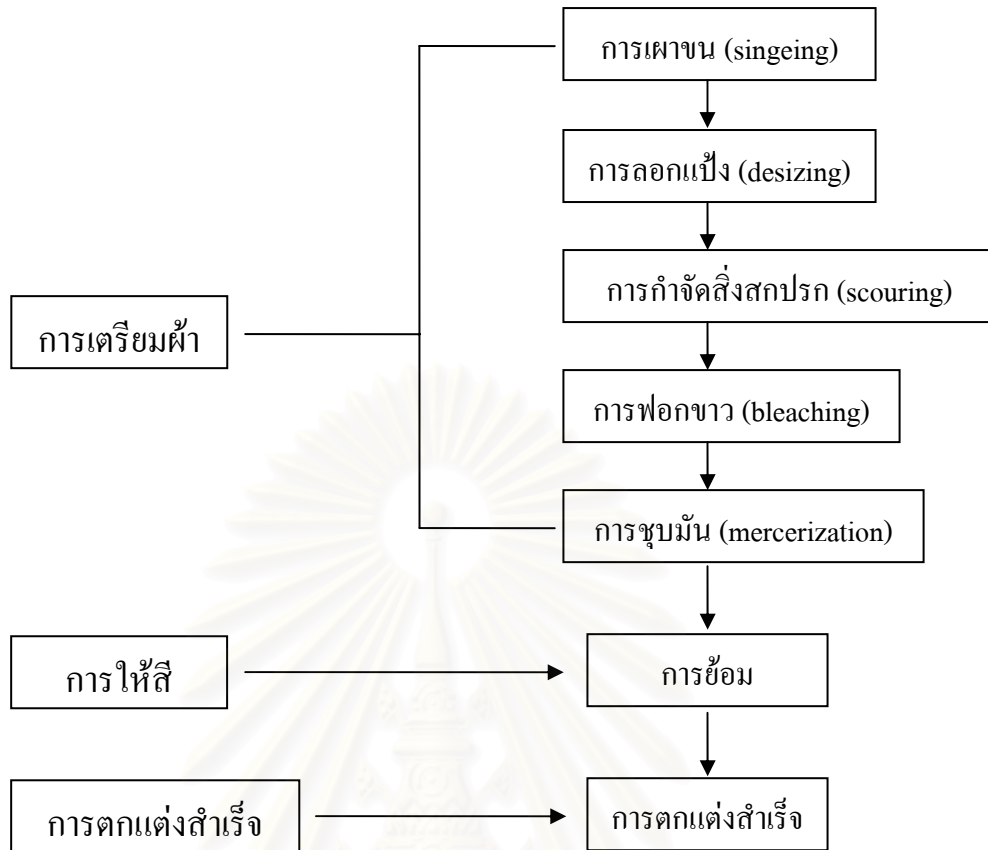 การเผาขน (singeing)
การลอกแป้ง (desizing)
การกำจัดสิ่งสกปรก (scouring)
การเตรียมผ้า
การฟอกขาว (bleaching)
การชุบมัน (mercerization)
การให้สี
การย้อม
การตกแต่งสำเร็จ
การตกแต่งสำเร็จ